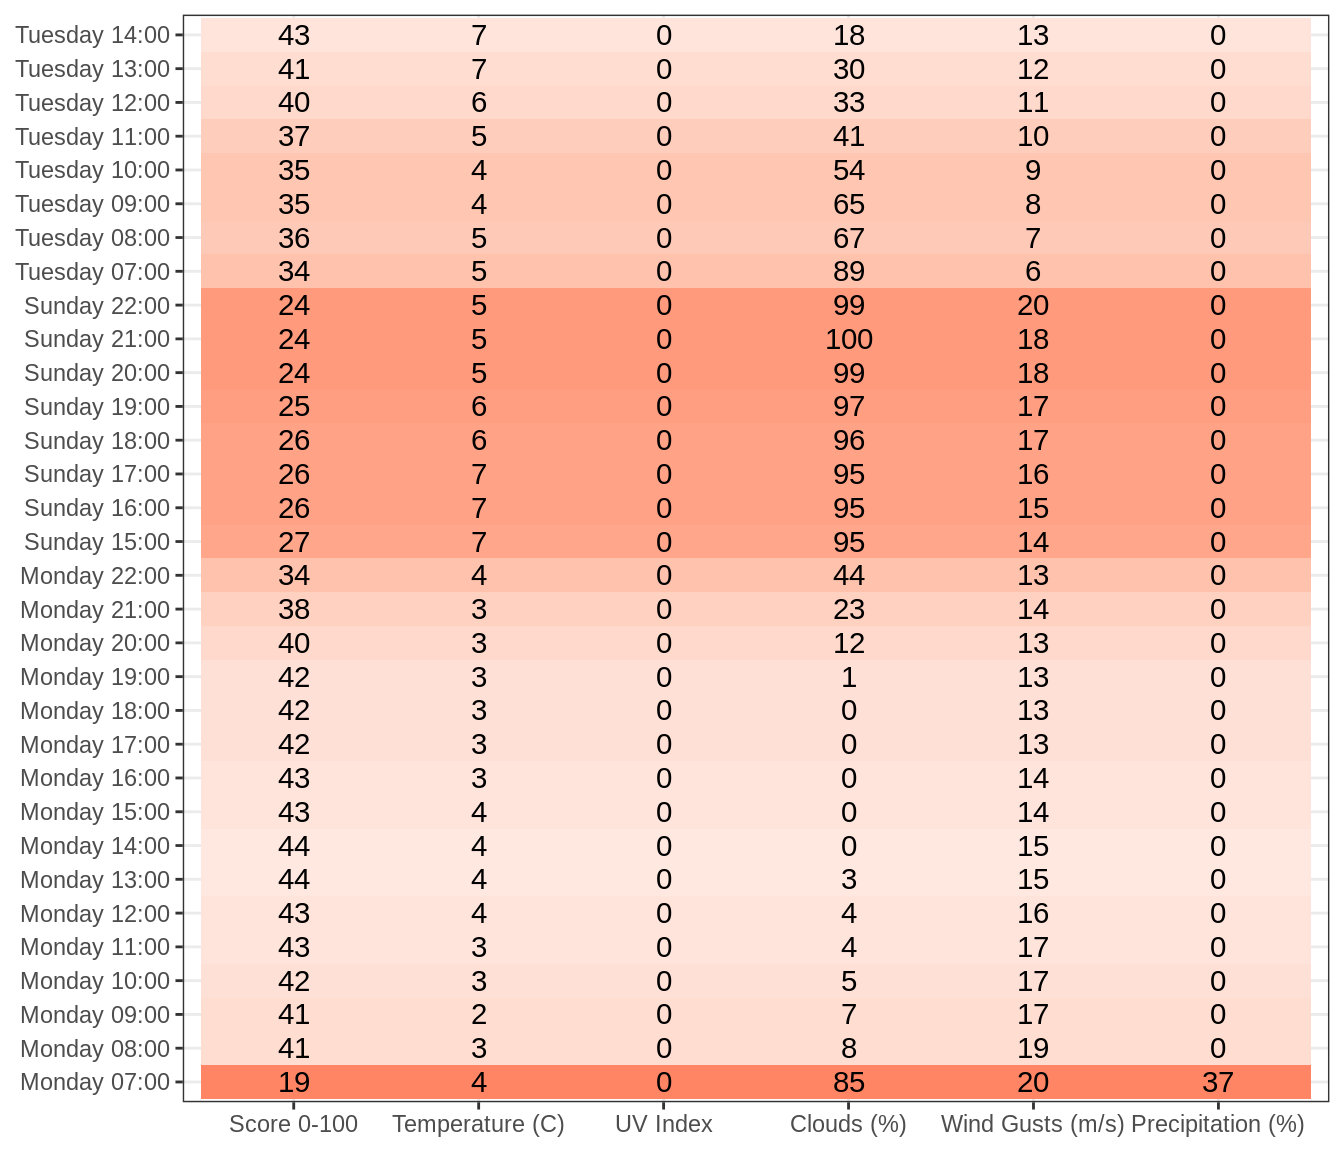 Tuesday 14:00 43 7 0 18 13 0
Tuesday 13:00 41 7 0 30 12 0
Tuesday 12:00 40 6 0 33 11 0
Tuesday 11:00 37 5 0 41 10 0
Tuesday 10:00 35 4 0 54 9 0
Tuesday 09:00 35 4 0 65 8 0
Tuesday 08:00 36 5 0 67 7 0
Tuesday 07:00 34 5 0 89 6 0
Sunday 22:00 24 5 0 99 20 0
Sunday 21:00 24 5 0 100 18 0
Sunday 20:00 24 5 0 99 18 0
Sunday 19:00 25 6 0 97 17 0
Sunday 18:00 26 6 0 96 17 0
Sunday 17:00 26 7 0 95 16 0
Sunday 16:00 26 7 0 95 15 0
Sunday 15:00 27 7 0 95 14 0
Monday 22:00 34 4 0 44 13 0
Monday 21:00 38 3 0 23 14 0
Monday 20:00 40 3 0 12 13 0
Monday 19:00 42 3 0 1 13 0
Monday 18:00 42 3 0 0 13 0
Monday 17:00 42 3 0 0 13 0
Monday 16:00 43 3 0 0 14 0
Monday 15:00 43 4 0 0 14 0
Monday 14:00 44 4 0 0 15 0
Monday 13:00 44 4 0 3 15 0
Monday 12:00 43 4 0 4 16 0
Monday 11:00 43 3 0 4 17 0
Monday 10:00 42 3 0 5 17 0
Monday 09:00 41 2 0 7 17 0
Monday 08:00 41 3 0 8 19 0
Monday 07:00 19 4 0 85 20 37
Score 0-100 Temperature (C) UV Index Clouds (%) Wind Gusts (m/s) Precipitation (%)